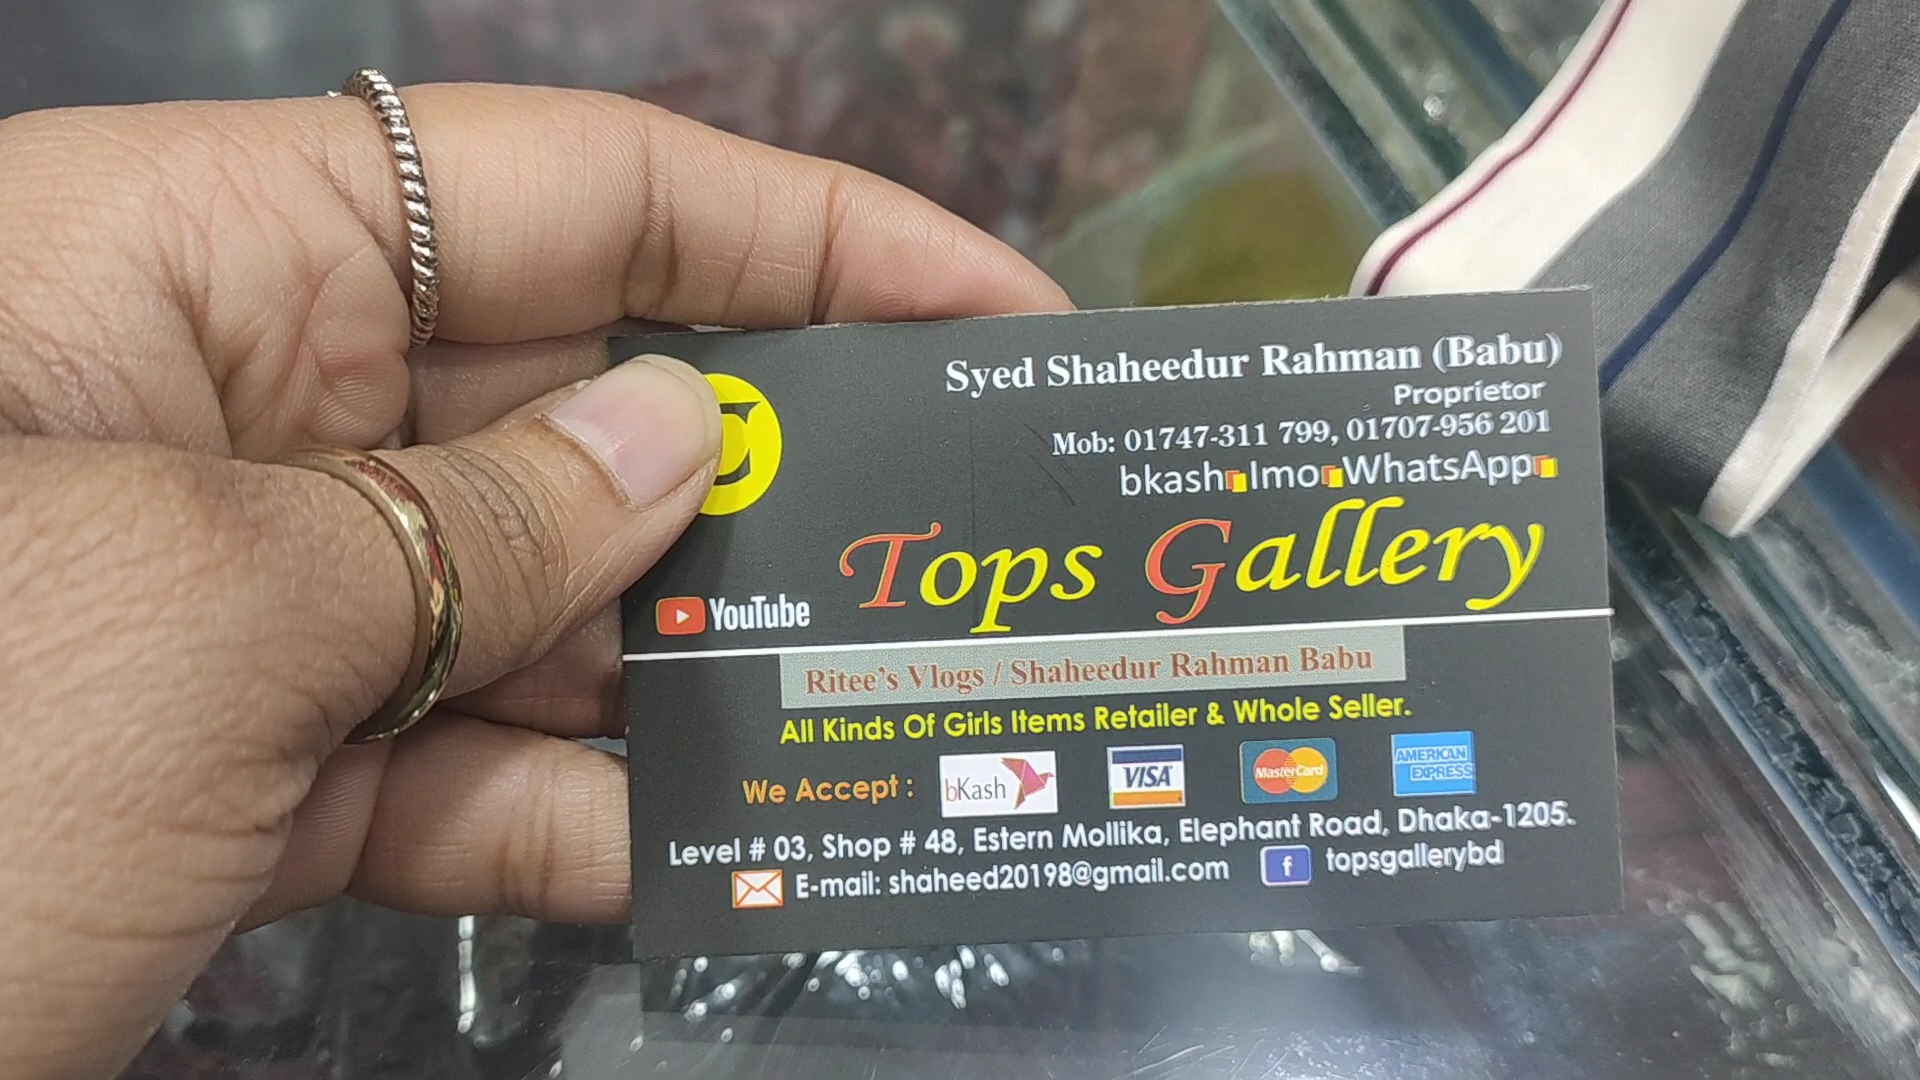 Syed Shaheedur Rahman (Babu)
Proprietor
Mob: 01747-311 799, 01707-956 201
bkash Imo WhatsApp
Tops Gallery
YouTube
Ritee's Vlogs / Shaheedur Rahman Babu
All Kinds Of Girls Items Retailer & Whole Seller.
We Accept : bKash VISA MasterCard AMERICAN EXPRESS
Level # 03, Shop # 48, Estern Mollika, Elephant Road, Dhaka-1205.
E-mail: shaheed20198@gmail.com f topsgallerybd